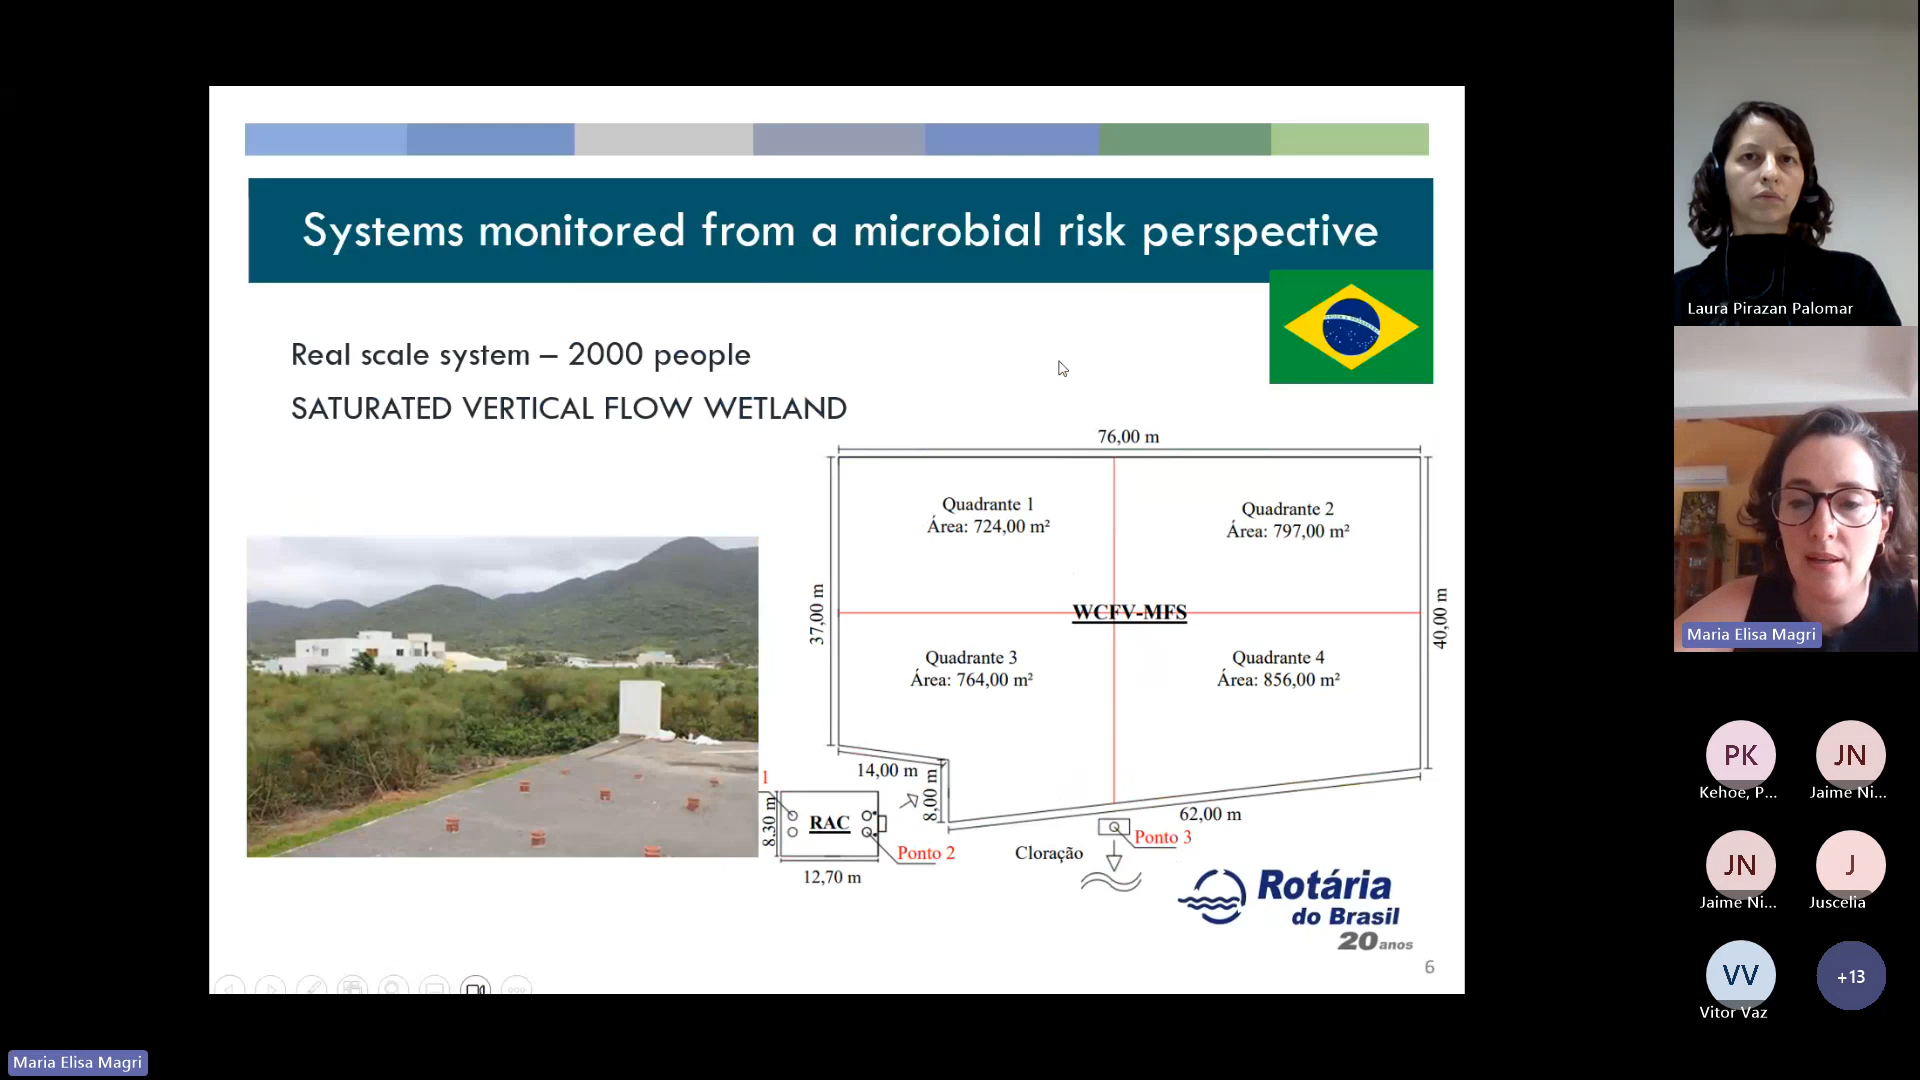 Systems monitored from a microbial risk perspective
Real scale system – 2000 people
SATURATED VERTICAL FLOW WETLAND
76,00 m
Quadrante 1
Área: 724,00 m²
Quadrante 2
Área: 797,00 m²
37,00 m
WCFV-MFS
40,00 m
Quadrante 3
Área: 764,00 m²
Quadrante 4
Área: 856,00 m²
14,00 m
8,00 m
62,00 m
1
8,30 m
RAC
Ponto 2
12,70 m
Cloração
Ponto 3
Rotária
do Brasil
20 anos
6
Laura Pirazan Palomar
Maria Elisa Magri
PK
Kehoe, P...
JN
Jaime Ni...
JN
Jaime Ni...
J
Juscelia
VV
Vitor Vaz
+13
Maria Elisa Magri